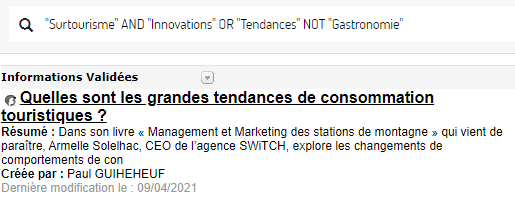 "Surtourisme" AND "Innovations" OR "Tendances" NOT "Gastronomie"
Informations Validées
Quelles sont les grandes tendances de consommation
touristiques ?
Résumé : Dans son livre « Management et Marketing des stations de montagne » qui vient de
paraître, Armelle Solelhac, CEO de l'agence SWiTCH, explore les changements de
comportements de con
Créée par : Paul GUIHEHEUF
Dernière modification le : 09/04/2021